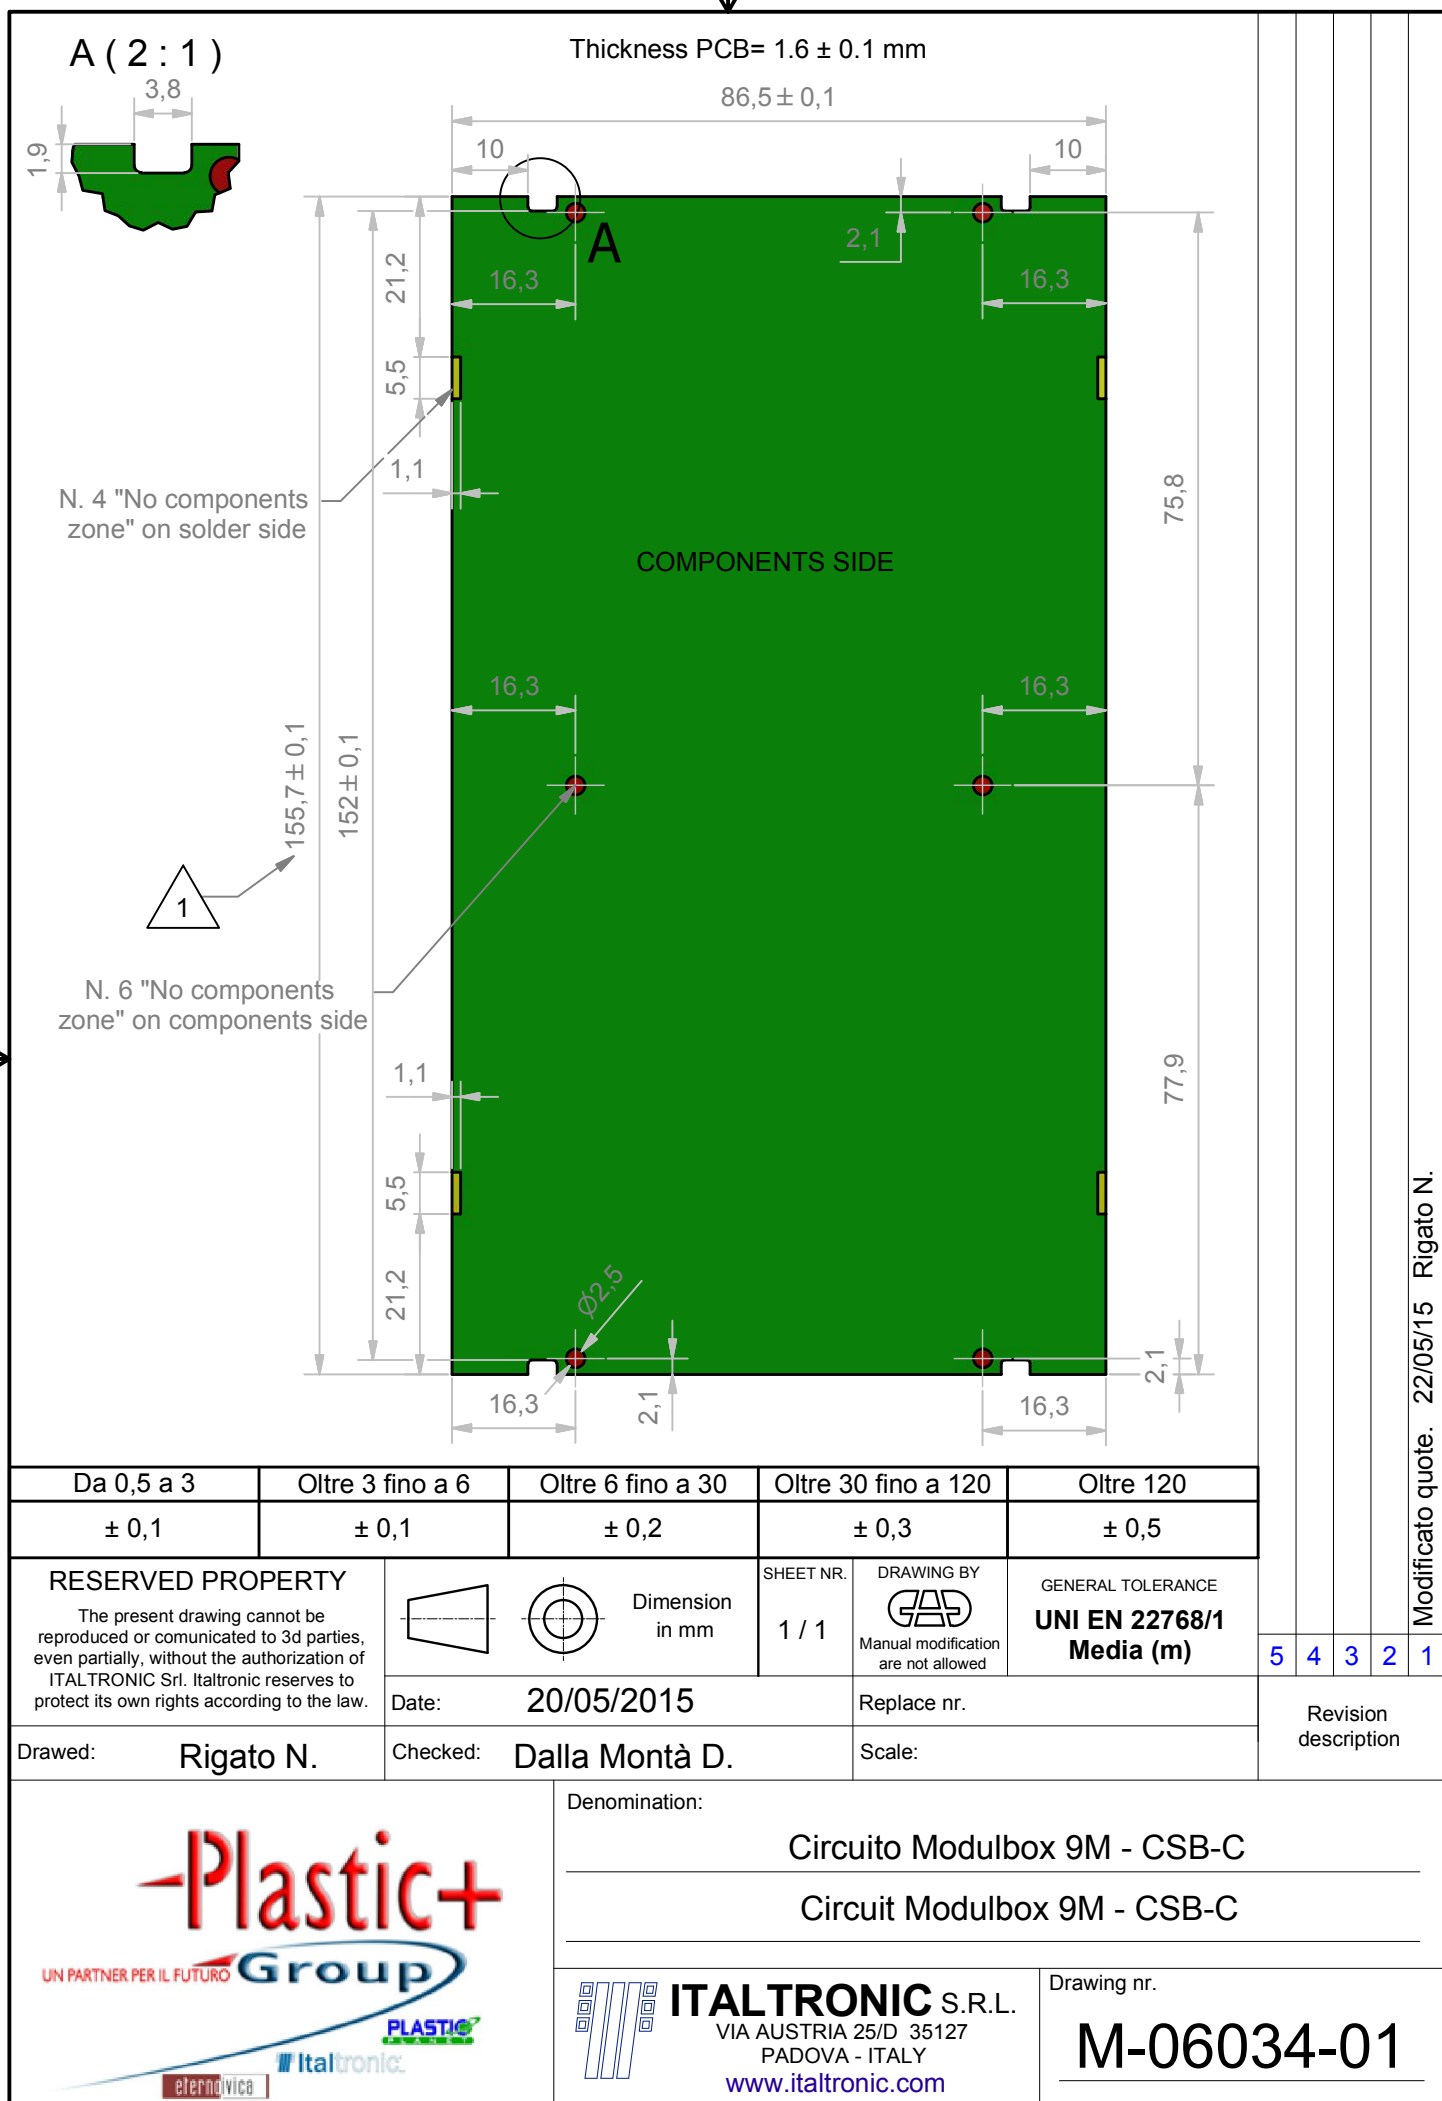 A ( 2 : 1 )
Thickness PCB= 1.6 ± 0.1 mm
3,8
1,9
86,5 ± 0,1
10
10
A
2,1
21,2
16,3
16,3
5,5
1,1
N. 4 "No components
zone" on solder side
75,8
COMPONENTS SIDE
16,3
16,3
155,7 ± 0,1
152 ± 0,1
1
N. 6 "No components
zone" on components side
1,1
77,9
5,5
21,2
Ø2,5
16,3
2,1
16,3
2,1
Da 0,5 a 3
Oltre 3 fino a 6
Oltre 6 fino a 30
Oltre 30 fino a 120
Oltre 120
± 0,1
± 0,1
± 0,2
± 0,3
± 0,5
RESERVED PROPERTY
The present drawing cannot be
reproduced or comunicated to 3d parties,
even partially, without the authorization of
ITALTRONIC Srl. Italtronic reserves to
protect its own rights according to the law.
Dimension
in mm
SHEET NR.
1 / 1
DRAWING BY
CAD
Manual modification
are not allowed
GENERAL TOLERANCE
UNI EN 22768/1
Media (m)
Modificato quote. 22/05/15 Rigato N.
5 4 3 2 1
Revision
description
Date: 20/05/2015
Replace nr.
Drawed: Rigato N.
Checked: Dalla Montà D.
Scale:
Plastic+
UN PARTNER PER IL FUTURO Group
PLASTIC
PLANET
Italtronic
eternoivica
Denomination:
Circuito Modulbox 9M - CSB-C
Circuit Modulbox 9M - CSB-C
ITALTRONIC S.R.L.
VIA AUSTRIA 25/D 35127
PADOVA - ITALY
www.italtronic.com
Drawing nr.
M-06034-01